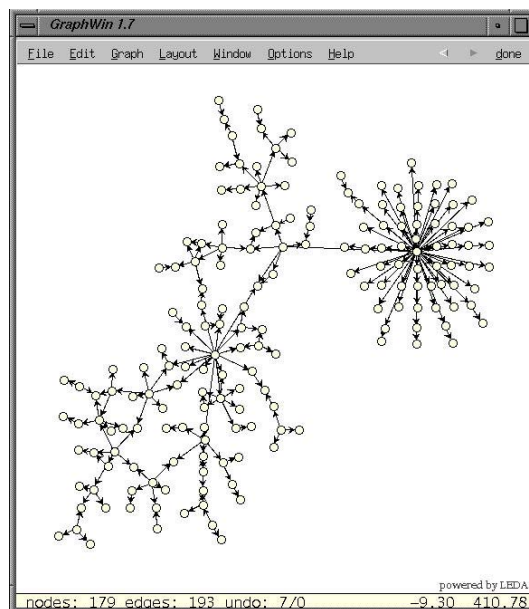 GraphWin 1.7
File Edit Graph Layout Window Options Help done
powered by LEDA
nodes: 179 edges: 193 undo: 7/0 -9.30 410.78